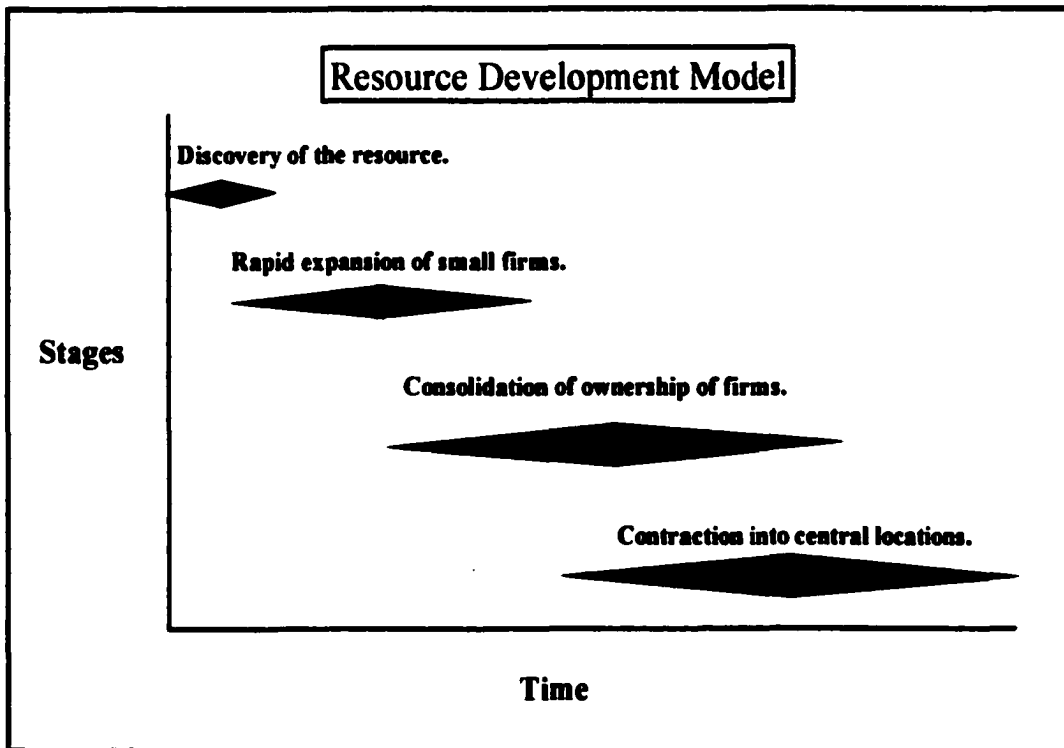 Resource Development Model
Discovery of the resource.
Rapid expansion of small firms.
Stages
Consolidation of ownership of firms.
Contraction into central locations.
Time